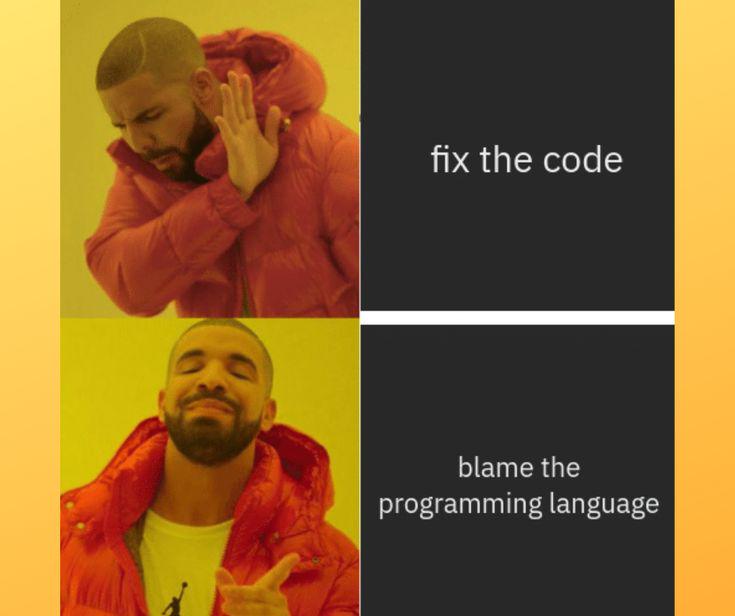 fix the code
blame the
programming language